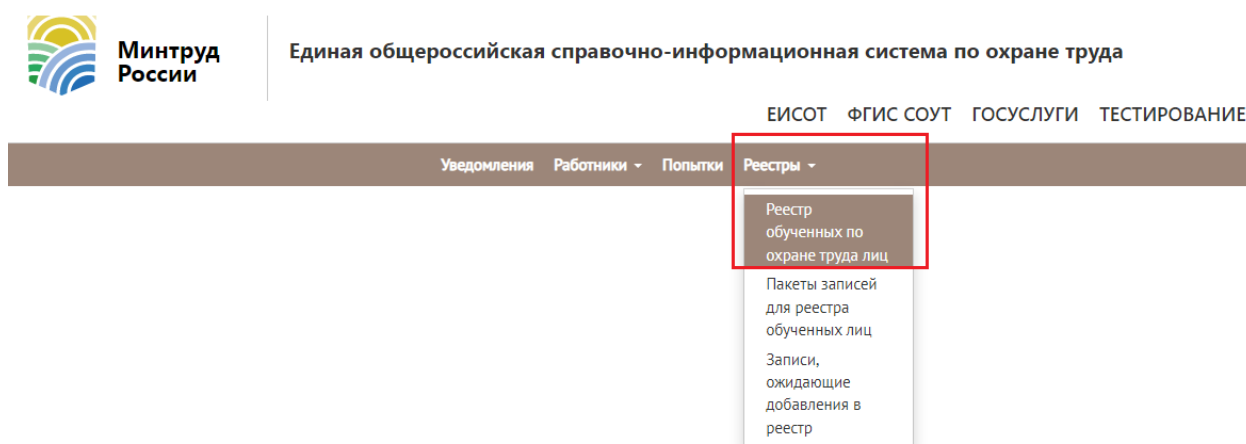 Минтруд
России
Единая общероссийская справочно-информационная система по охране труда
ЕИСОТ ФГИС СОУТ ГОСУСЛУГИ ТЕСТИРОВАНИЕ
Уведомления Работники Попытки Реестры
Реестр
обученных по
охране труда лиц
Пакеты записей
для реестра
обученных лиц
Записи,
ожидающие
добавления в
реестр